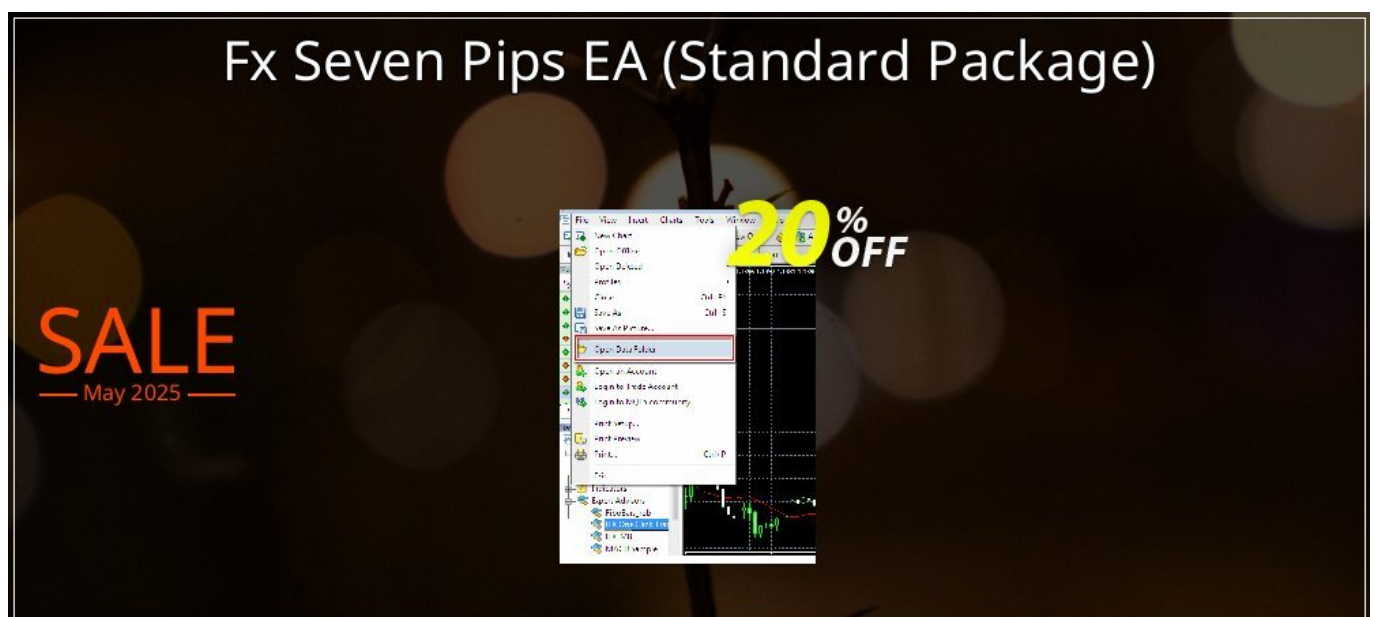 Fx Seven Pips EA (Standard Package)
20% OFF
SALE
May 2025
File View Insert Charts Tools Window
New Chart
Open Offline
Open Deleted
Profiles
Close
Save As
Save As Picture...
Open Data Folder
Open an Account
Login to Trade Account
Print Setup...
Print Preview
Print...
Indicators
Expert Advisors
MACD Sample